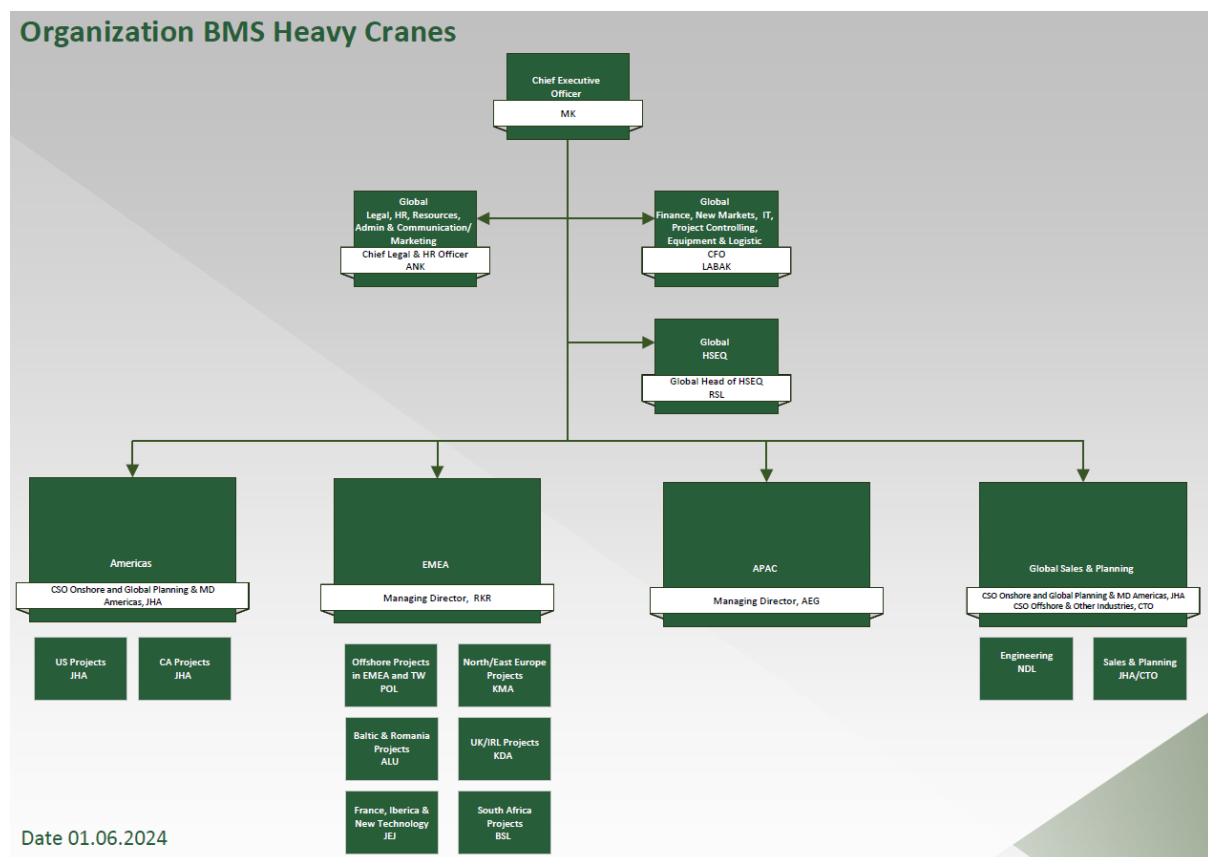 Organization BMS Heavy Cranes
Chief Executive
Officer
MK
Global
Legal, HR, Resources,
Admin & Communication/
Marketing
Chief Legal & HR Officer
ANK
Global
Finance, New Markets, IT,
Project Controlling,
Equipment & Logistic
CFO
LABAK
Global
HSEQ
Global Head of HSEQ
RSL
Americas
CSO Onshore and Global Planning & MD
Americas, JHA
US Projects
JHA
CA Projects
JHA
EMEA
Managing Director, RKR
Offshore Projects
in EMEA and TW
POL
North/East Europe
Projects
KMA
Baltic & Romania
Projects
ALU
UK/IRL Projects
KDA
France, Iberica &
New Technology
JEJ
South Africa
Projects
BSL
APAC
Managing Director, AEG
Global Sales & Planning
CSO Onshore and Global Planning & MD Americas, JHA
CSO Offshore & Other Industries, CTO
Engineering
NDL
Sales & Planning
JHA/CTO
Date 01.06.2024